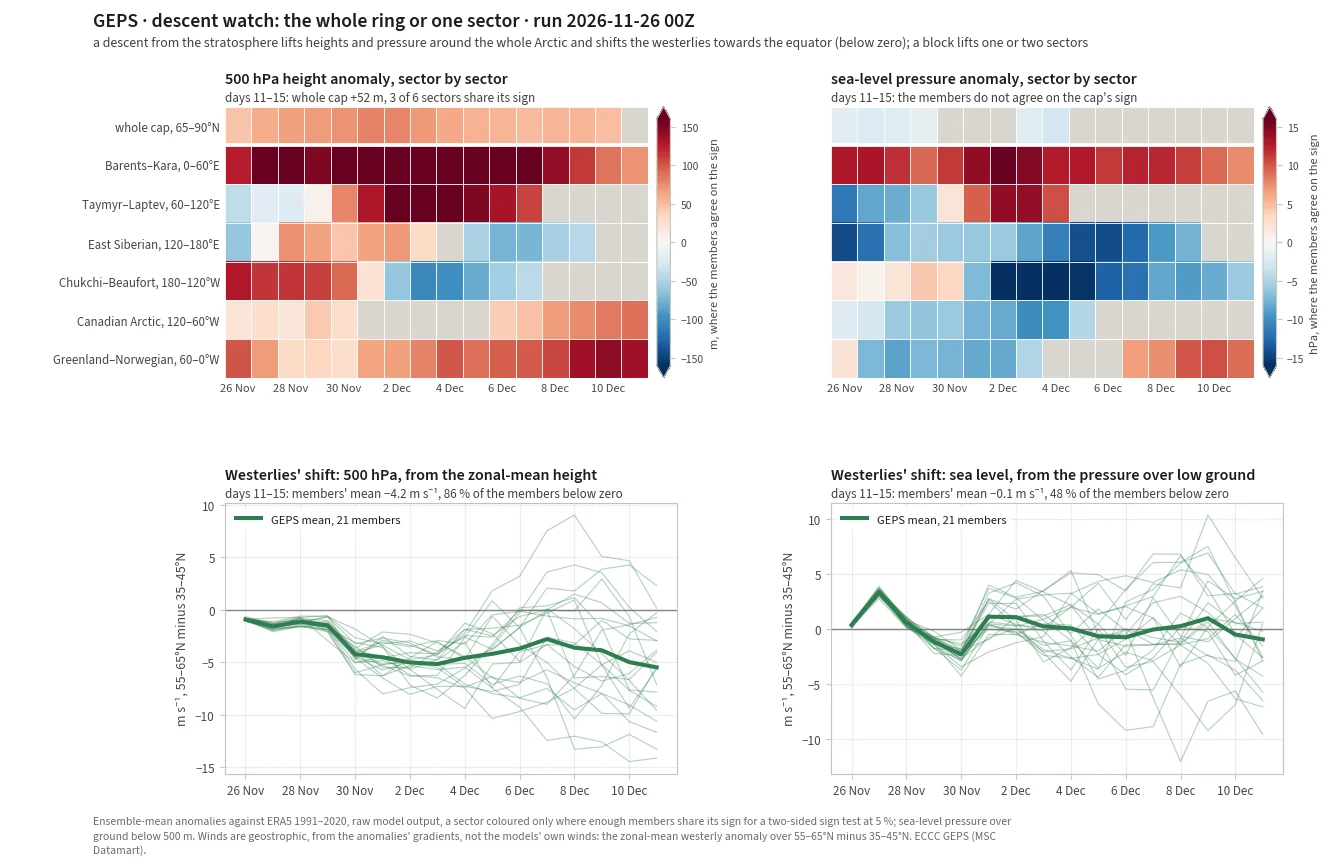 GEPS · descent watch: the whole ring or one sector · run 2026-11-26 00Z
a descent from the stratosphere lifts heights and pressure around the whole Arctic and shifts the westerlies towards the equator (below zero); a block lifts one or two sectors
500 hPa height anomaly, sector by sector
days 11–15: whole cap +52 m, 3 of 6 sectors share its sign
whole cap, 65–90°N
Barents–Kara, 0–60°E
Taymyr–Laptev, 60–120°E
East Siberian, 120–180°E
Chukchi–Beaufort, 180–120°W
Canadian Arctic, 120–60°W
Greenland–Norwegian, 60–0°W
26 Nov 28 Nov 30 Nov 2 Dec 4 Dec 6 Dec 8 Dec 10 Dec
150
100
50
0
−50
−100
−150
m, where the members agree on the sign
sea-level pressure anomaly, sector by sector
days 11–15: the members do not agree on the cap's sign
26 Nov 28 Nov 30 Nov 2 Dec 4 Dec 6 Dec 8 Dec 10 Dec
15
10
5
0
−5
−10
−15
hPa, where the members agree on the sign
Westerlies' shift: 500 hPa, from the zonal-mean height
days 11–15: members' mean −4.2 m s⁻¹, 86 % of the members below zero
GEPS mean, 21 members
m s⁻¹, 55–65°N minus 35–45°N
10
5
0
−5
−10
−15
26 Nov 28 Nov 30 Nov 2 Dec 4 Dec 6 Dec 8 Dec 10 Dec
Westerlies' shift: sea level, from the pressure over low ground
days 11–15: members' mean −0.1 m s⁻¹, 48 % of the members below zero
GEPS mean, 21 members
m s⁻¹, 55–65°N minus 35–45°N
10
5
0
−5
−10
26 Nov 28 Nov 30 Nov 2 Dec 4 Dec 6 Dec 8 Dec 10 Dec
Ensemble-mean anomalies against ERA5 1991–2020, raw model output, a sector coloured only where enough members share its sign for a two-sided sign test at 5 %; sea-level pressure over
ground below 500 m. Winds are geostrophic, from the anomalies' gradients, not the models' own winds: the zonal-mean westerly anomaly over 55–65°N minus 35–45°N. ECCC GEPS (MSC
Datamart).